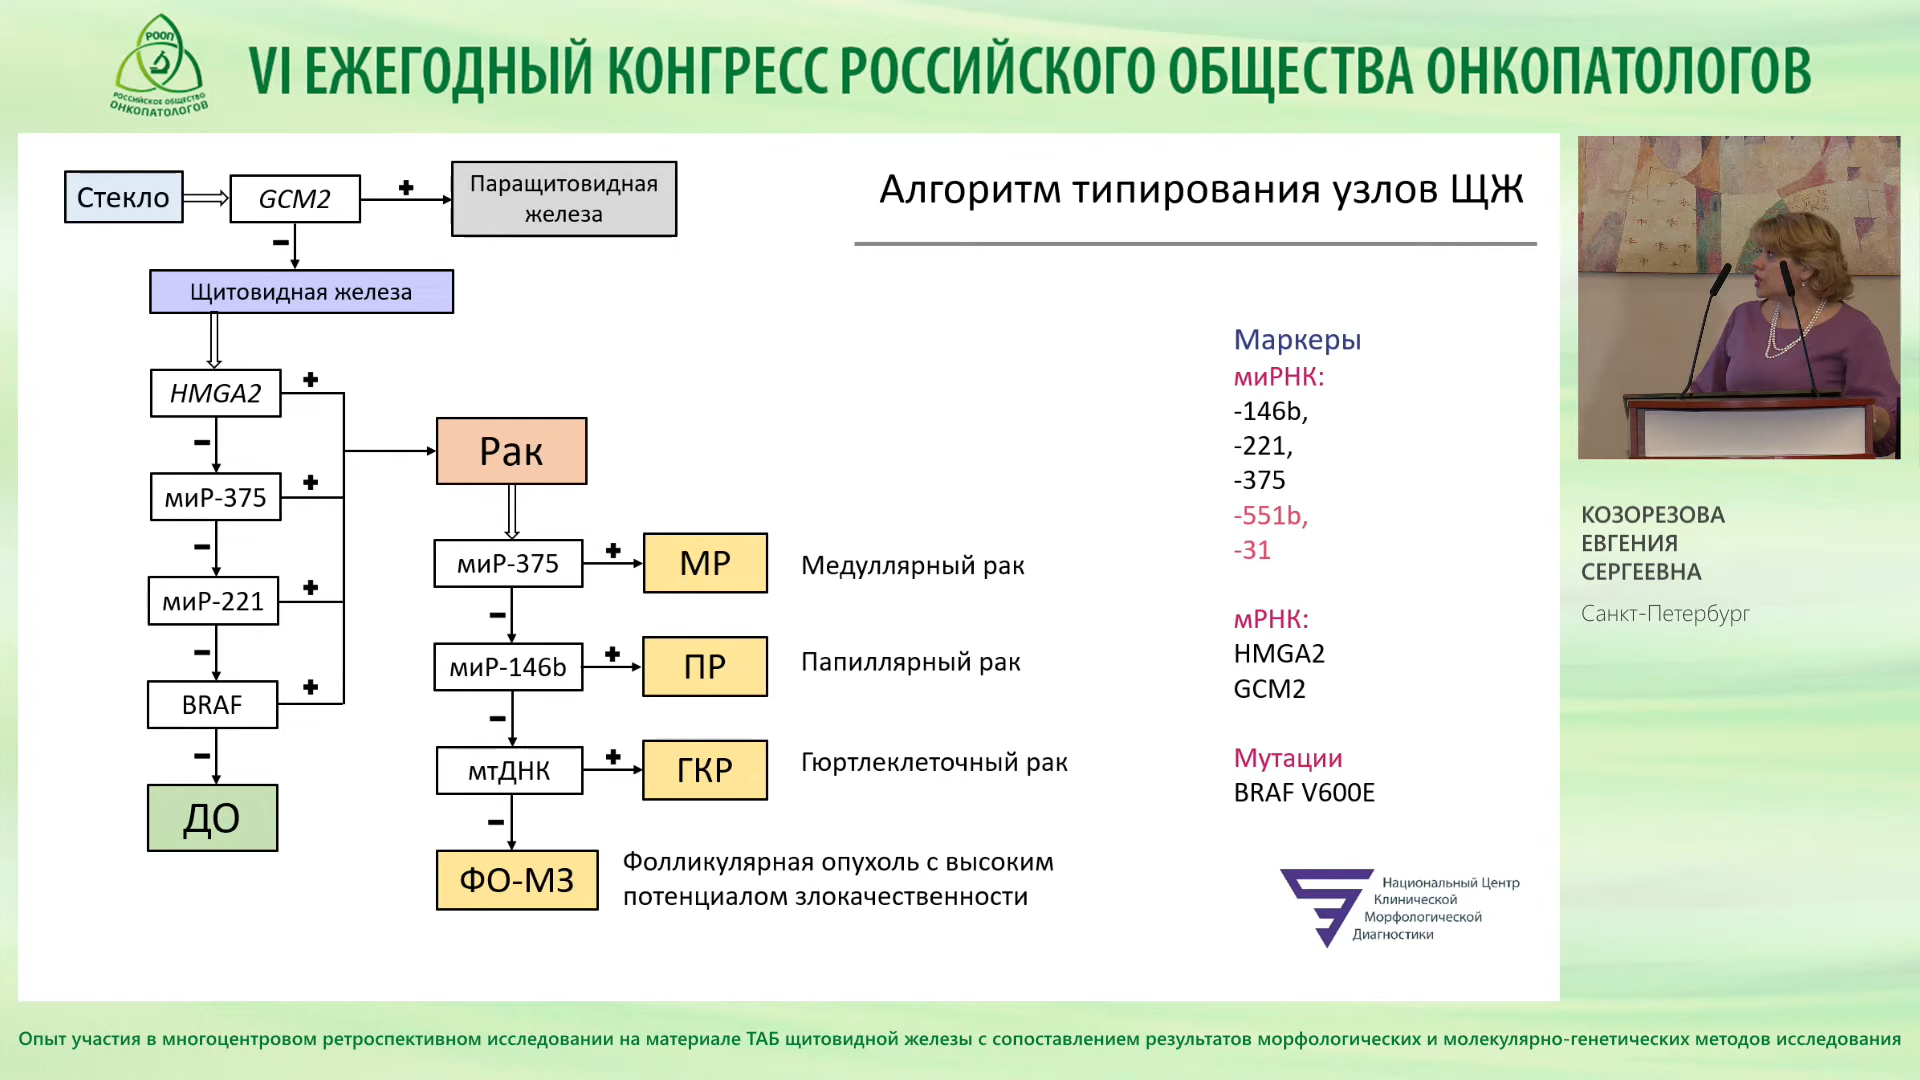 РООП
РОССИЙСКОЕ ОБЩЕСТВО
ОНКОПАТОЛОГОВ
VI ЕЖЕГОДНЫЙ КОНГРЕСС РОССИЙСКОГО ОБЩЕСТВА ОНКОПАТОЛОГОВ
Алгоритм типирования узлов ЩЖ
Стекло
GCM2
+
Паращитовидная
железа
-
Щитовидная железа
HMGA2
+
-
миР-375
+
-
миР-221
+
-
BRAF
+
-
ДО
Рак
миР-375
+
МР
Медуллярный рак
-
миР-146b
+
ПР
Папиллярный рак
-
мтДНК
+
ГКР
Гюртлеклеточный рак
-
ФО-МЗ
Фолликулярная опухоль с высоким
потенциалом злокачественности
Маркеры
миРНК:
-146b,
-221,
-375
-551b,
-31
мРНК:
HMGA2
GCM2
Мутации
BRAF V600E
Национальный Центр
Клинической
Морфологической
Диагностики
КОЗОРЕЗОВА
ЕВГЕНИЯ
СЕРГЕЕВНА
Санкт-Петербург
Опыт участия в многоцентровом ретроспективном исследовании на материале ТАБ щитовидной железы с сопоставлением результатов морфологических и молекулярно-генетических методов исследования